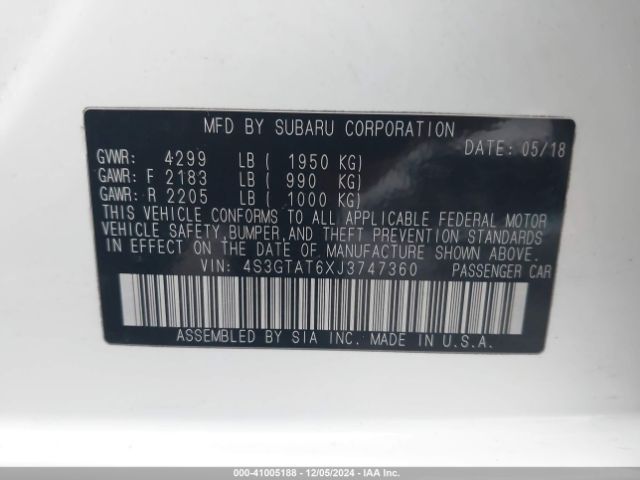 MFD BY SUBARU CORPORATION
DATE: 05/18
GVWR: 4299 LB ( 1950 KG)
GAWR: F 2183 LB ( 990 KG)
GAWR: R 2205 LB ( 1000 KG)
THIS VEHICLE CONFORMS TO ALL APPLICABLE FEDERAL MOTOR
VEHICLE SAFETY, BUMPER, AND THEFT PREVENTION STANDARDS
IN EFFECT ON THE DATE OF MANUFACTURE SHOWN ABOVE.
VIN: 4S3GTAT6XJ3747360 PASSENGER CAR
ASSEMBLED BY SIA INC. MADE IN U.S.A.
000-41005188 - 12/05/2024 - IAA Inc.